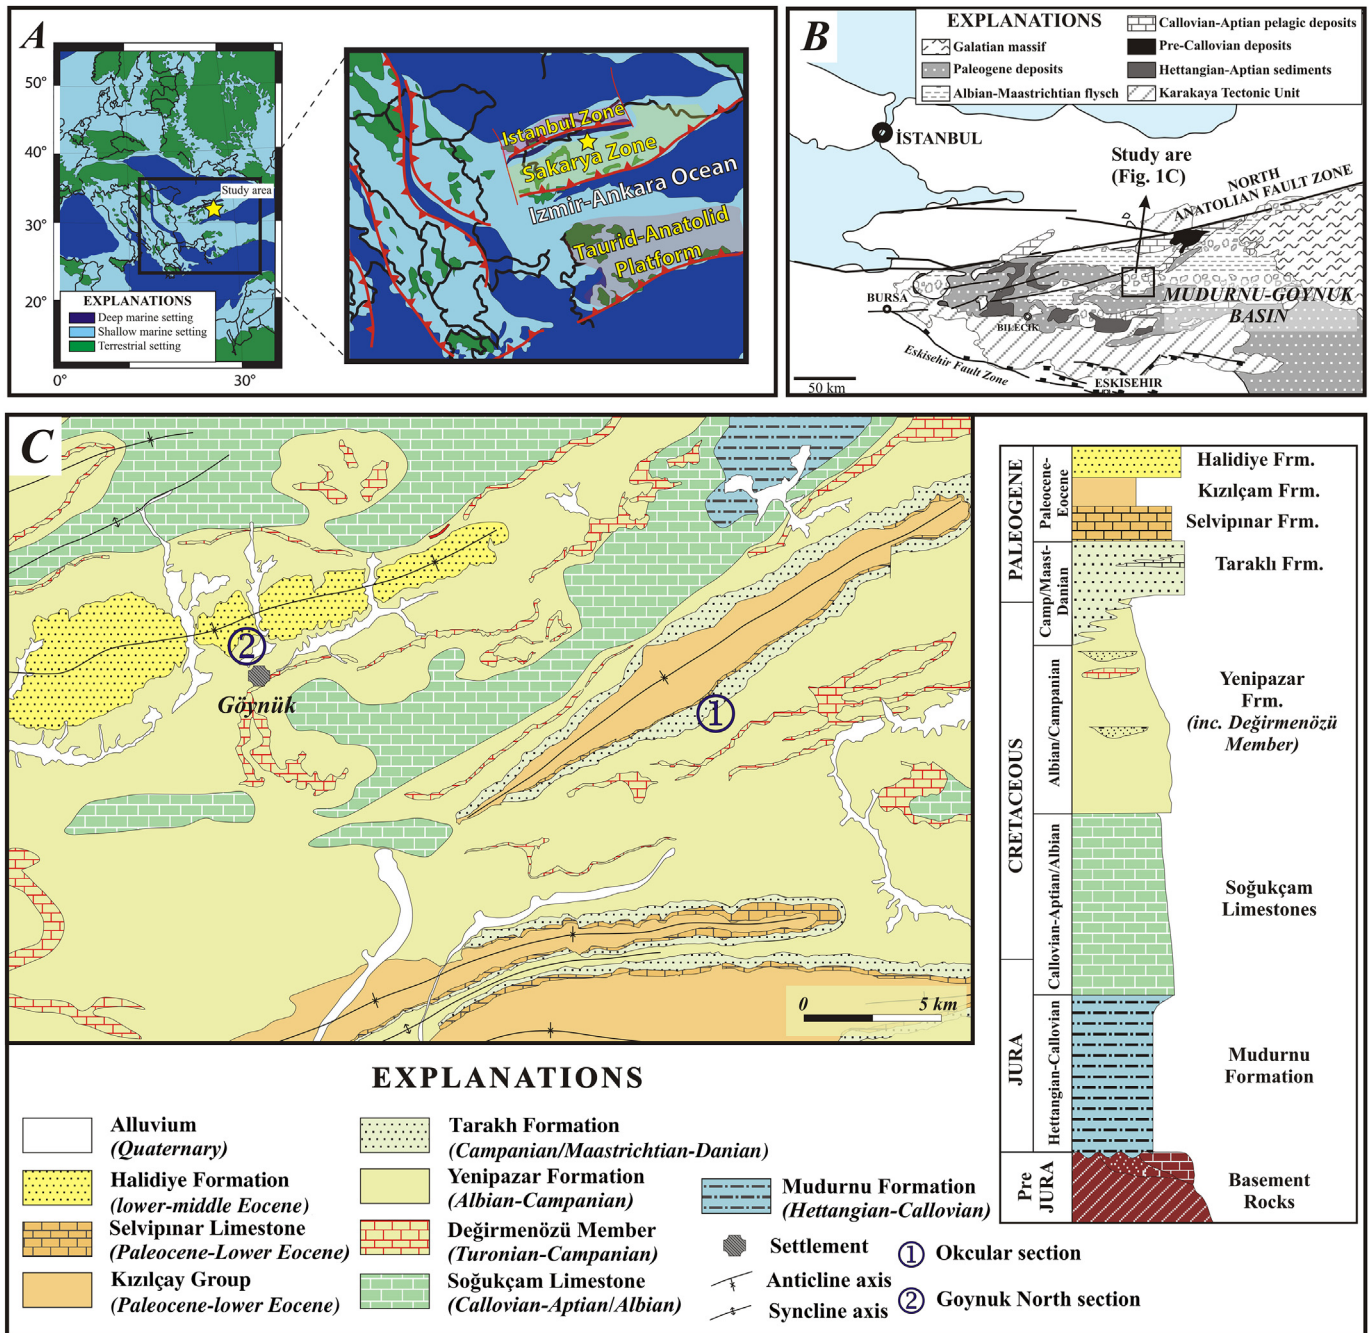 A
50°
40°
30°
20°
0°
30°
Study area
EXPLANATIONS
Deep marine setting
Shallow marine setting
Terrestrial setting
Istanbul Zone
Sakarya Zone
Izmir-Ankara Ocean
Taurid-Anatolid
Platform
B
EXPLANATIONS
Galatian massif
Paleogene deposits
Albian-Maastrichtian flysch
Callovian-Aptian pelagic deposits
Pre-Callovian deposits
Hettangian-Aptian sediments
Karakaya Tectonic Unit
İSTANBUL
Study are
(Fig. 1C)
NORTH
ANATOLIAN FAULT ZONE
BURSA
BILECIK
MUDURNU-GOYNUK
BASIN
Eskisehir Fault Zone
ESKISEHIR
50 km
C
2
Göynük
1
0
5 km
PALEOGENE
CRETACEOUS
JURA
Pre
JURA
Paleocene-
Eocene
Camp/Maast-
Danian
Albian/Campanian
Callovian-Aptian/Albian
Hettangian-Callovian
Halidiye Frm.
Kızılçam Frm.
Selvipınar Frm.
Taraklı Frm.
Yenipazar
Frm.
(inc. Değirmenözü
Member)
Soğukçam
Limestones
Mudurnu
Formation
Basement
Rocks
EXPLANATIONS
Alluvium
(Quaternary)
Halidiye Formation
(lower-middle Eocene)
Selvipınar Limestone
(Paleocene-Lower Eocene)
Kızılçay Group
(Paleocene-lower Eocene)
Tarakh Formation
(Campanian/Maastrichtian-Danian)
Yenipazar Formation
(Albian-Campanian)
Değirmenözü Member
(Turonian-Campanian)
Soğukçam Limestone
(Callovian-Aptian/Albian)
Mudurnu Formation
(Hettangian-Callovian)
Settlement
Anticline axis
Syncline axis
1 Okcular section
2 Goynuk North section